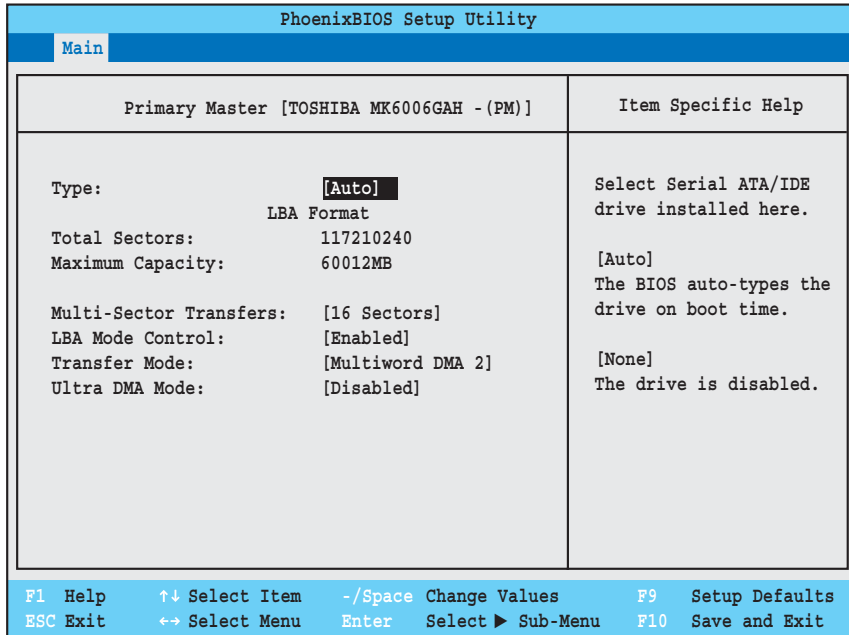 PhoenixBIOS Setup Utility
Main
Primary Master [TOSHIBA MK6006GAH -(PM)]
Item Specific Help
Type: [Auto]
LBA Format
Total Sectors: 117210240
Maximum Capacity: 60012MB
Multi-Sector Transfers: [16 Sectors]
LBA Mode Control: [Enabled]
Transfer Mode: [Multiword DMA 2]
Ultra DMA Mode: [Disabled]
Select Serial ATA/IDE
drive installed here.
[Auto]
The BIOS auto-types the
drive on boot time.
[None]
The drive is disabled.
F1 Help ↑↓ Select Item -/Space Change Values F9 Setup Defaults
ESC Exit ←→ Select Menu Enter Select ▶ Sub-Menu F10 Save and Exit